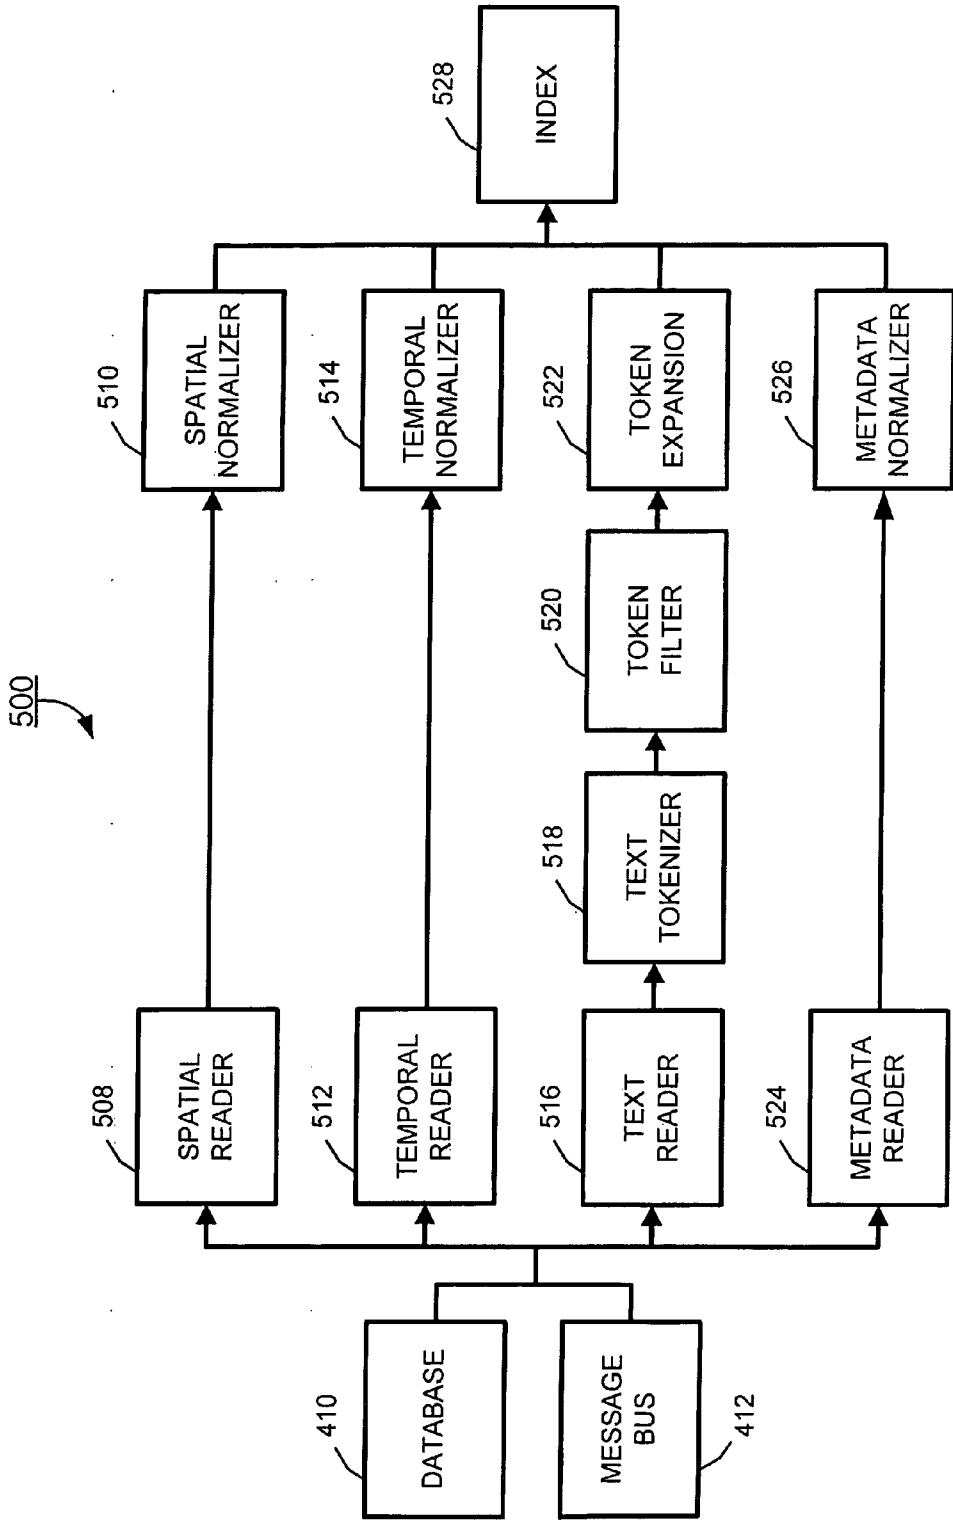 500
410
DATABASE
MESSAGE
BUS
412
508
SPATIAL
READER
510
SPATIAL
NORMALIZER
512
TEMPORAL
READER
514
TEMPORAL
NORMALIZER
516
TEXT
READER
518
TEXT
TOKENIZER
520
TOKEN
FILTER
522
TOKEN
EXPANSION
524
METADATA
READER
526
METADATA
NORMALIZER
528
INDEX